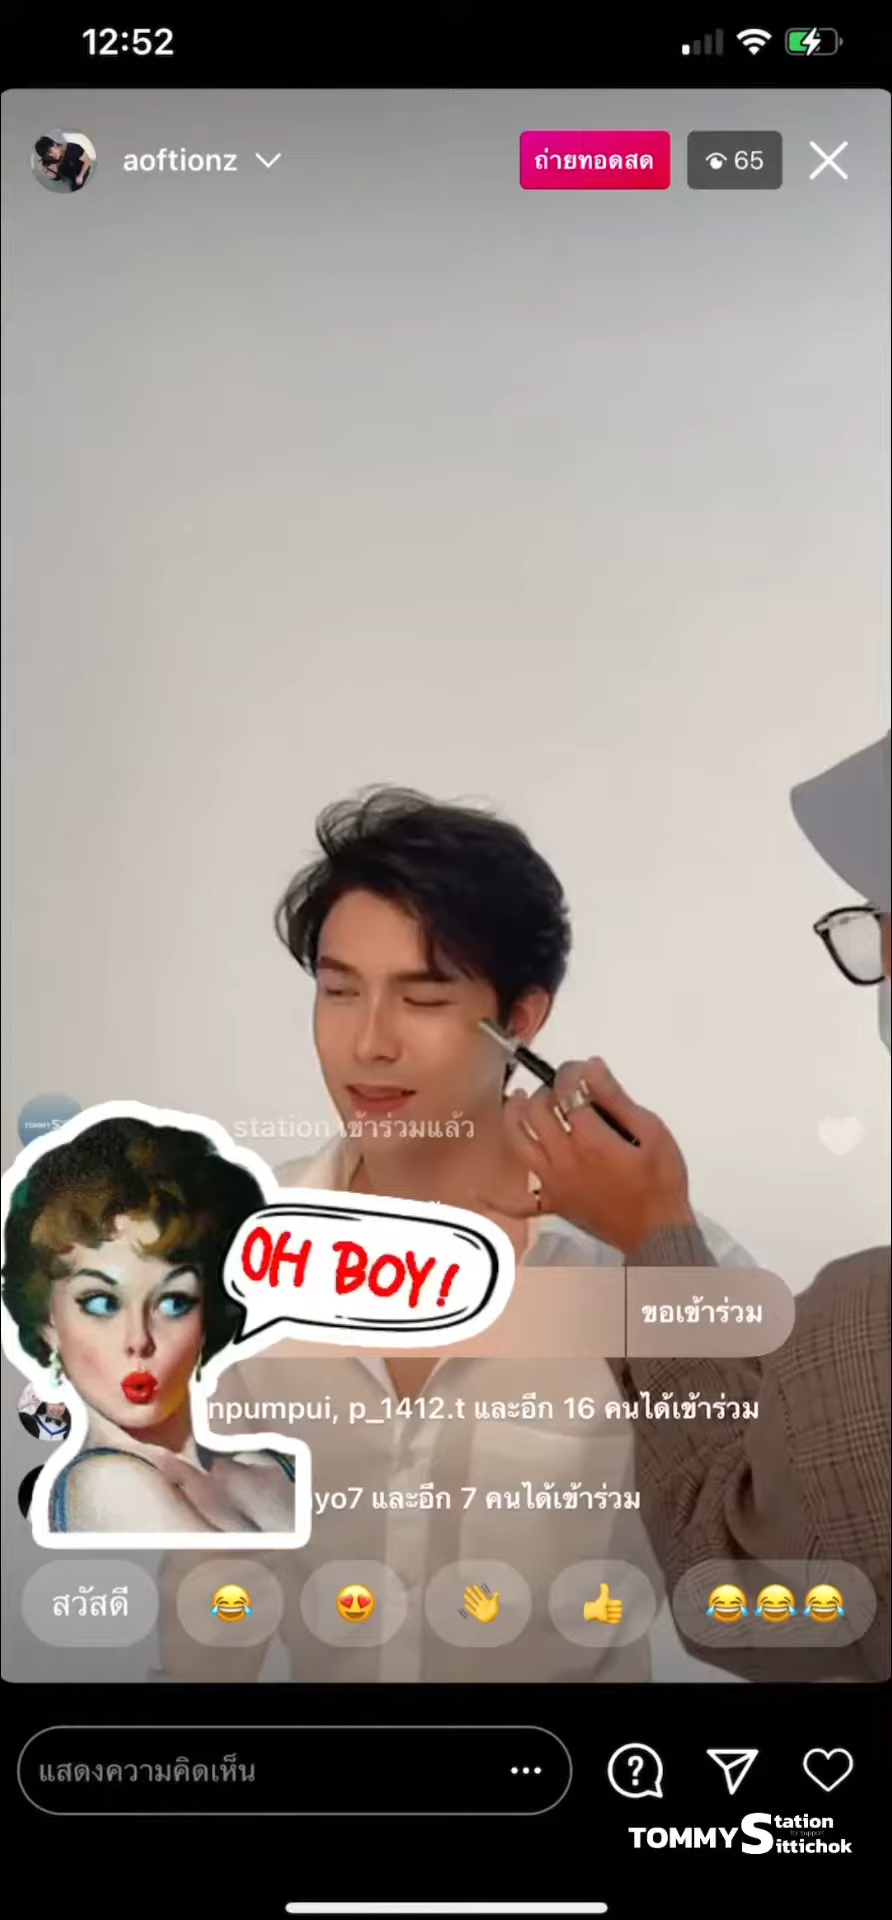 12:52
aoftionz
ถ่ายทอดสด
65
station เข้าร่วมแล้ว
OH BOY!
ขอเข้าร่วม
npumpui, p_1412.t และอีก 16 คนได้เข้าร่วม
yo7 และอีก 7 คนได้เข้าร่วม
สวัสดี
แสดงความคิดเห็น
TOMMY Station
Sittichok